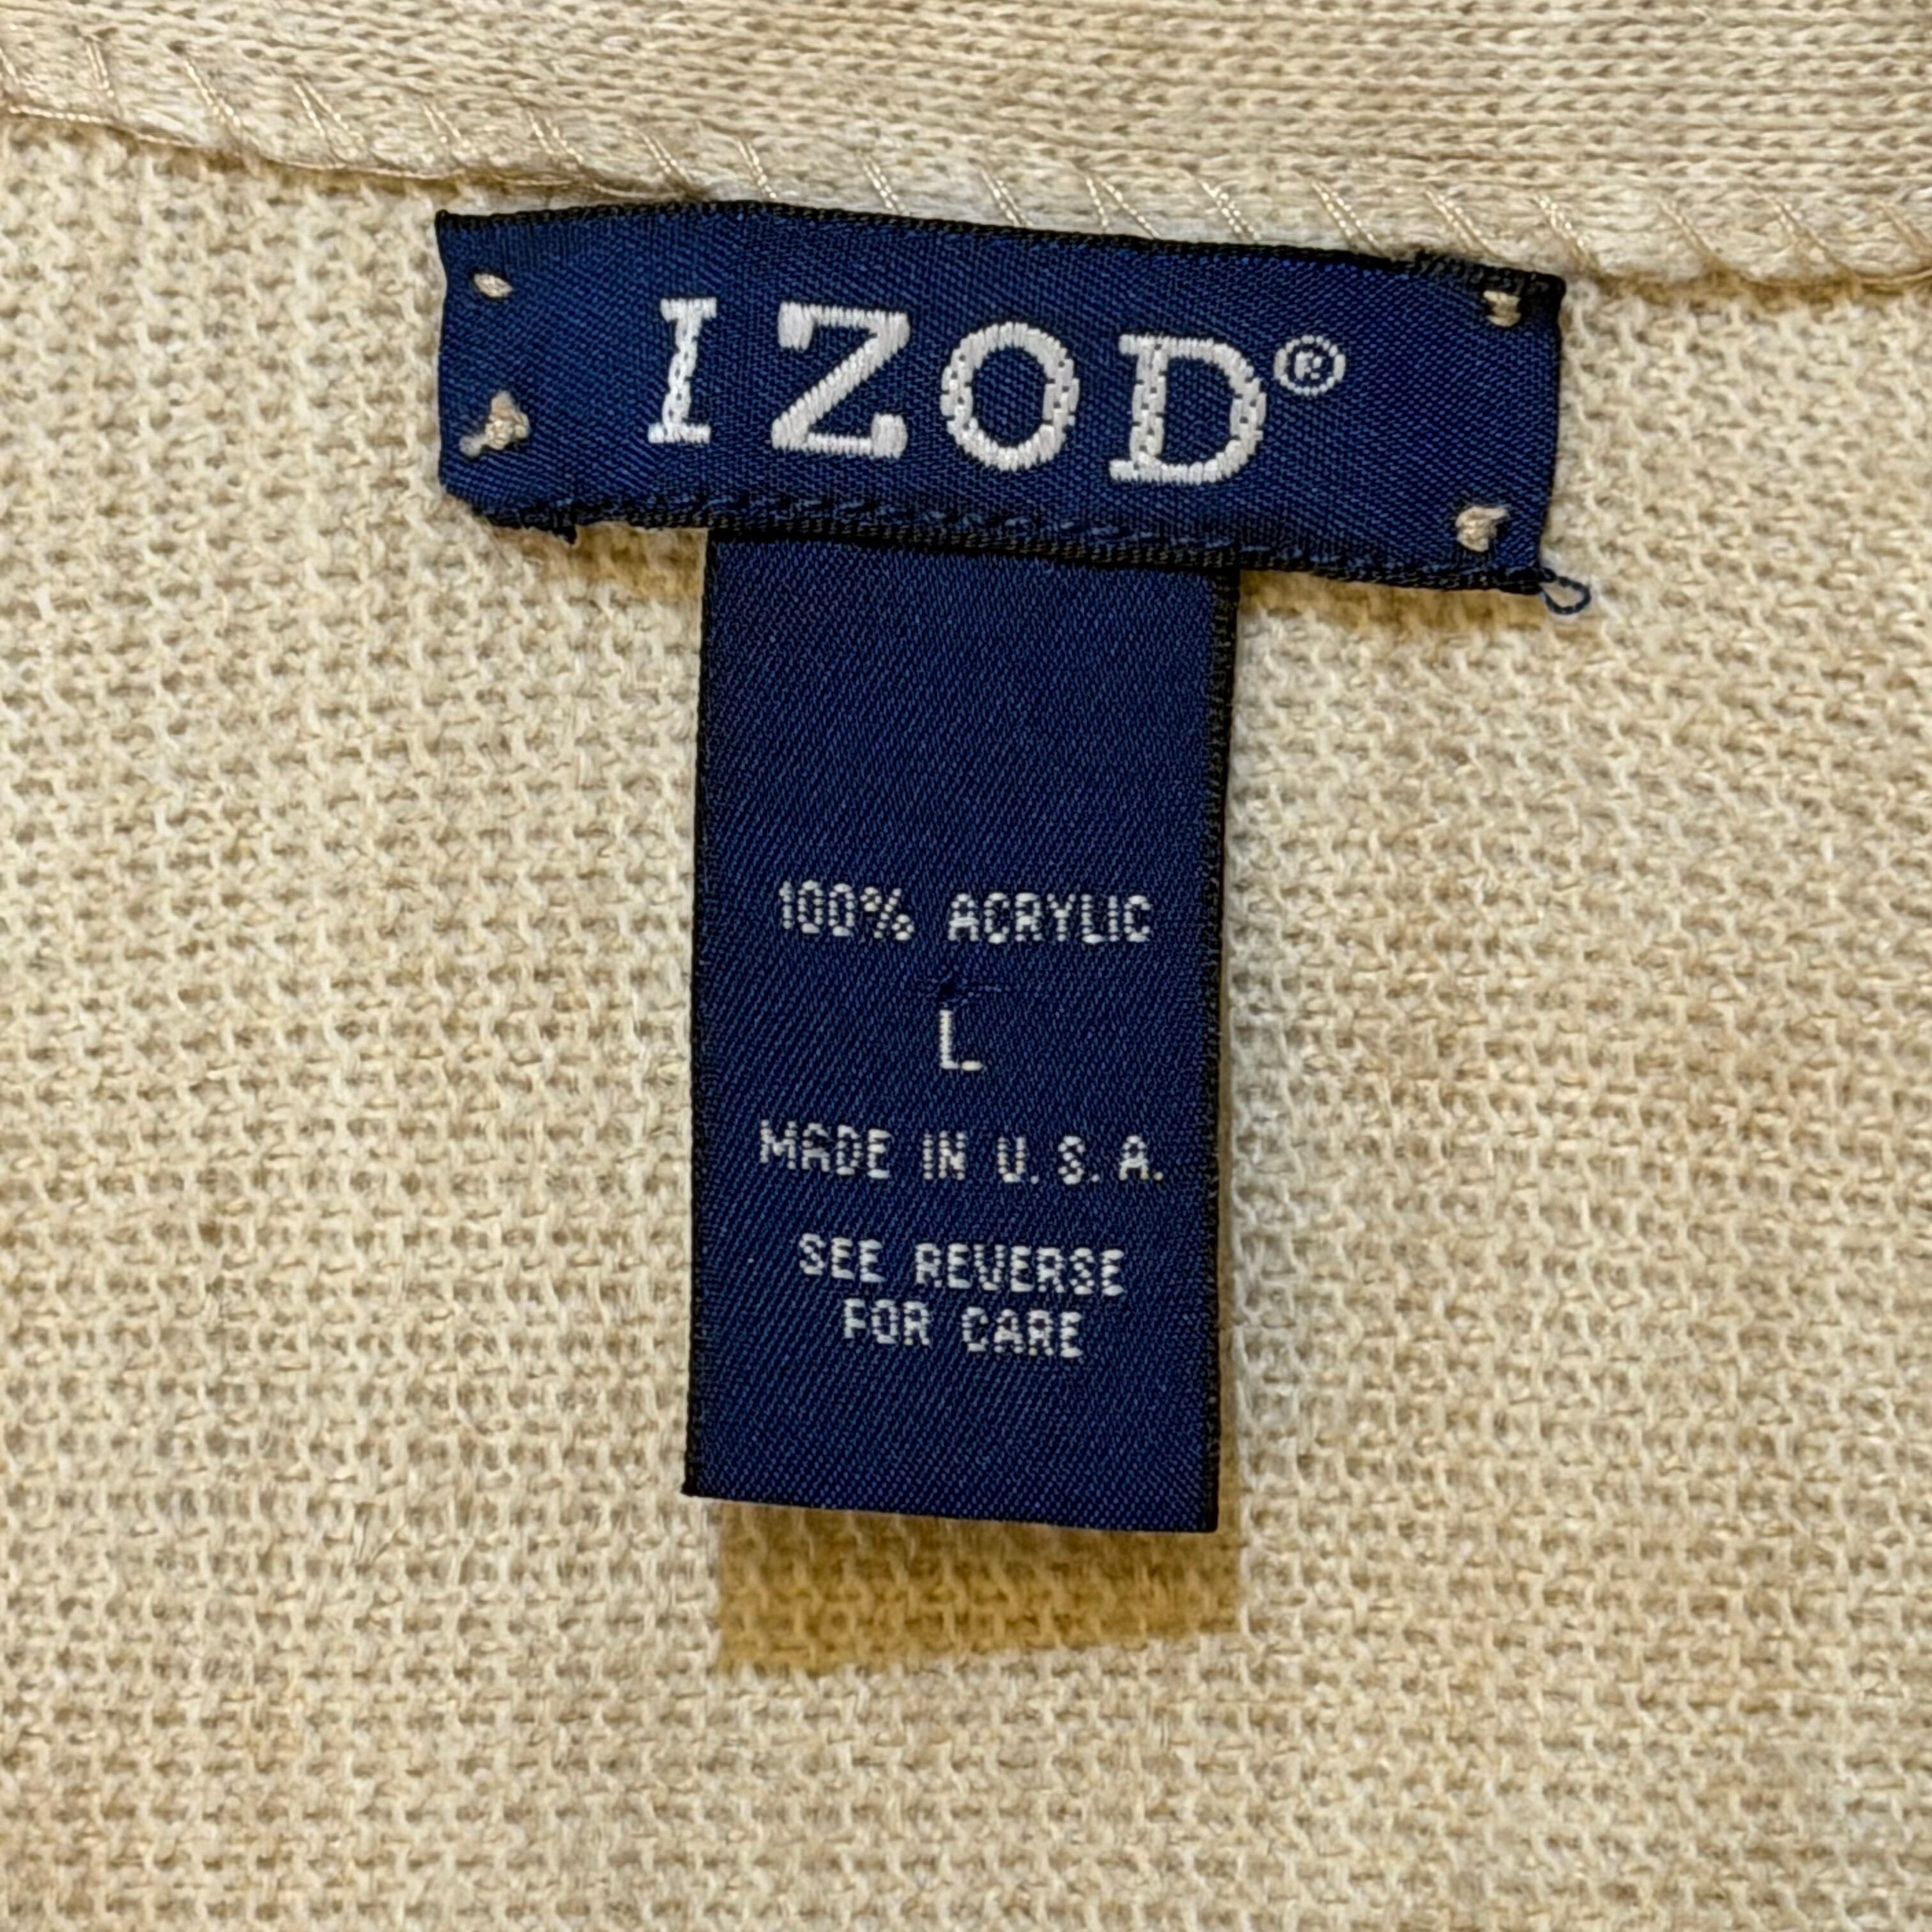 IZOD®
100% ACRYLIC
L
MADE IN U.S.A.
SEE REVERSE
FOR CARE